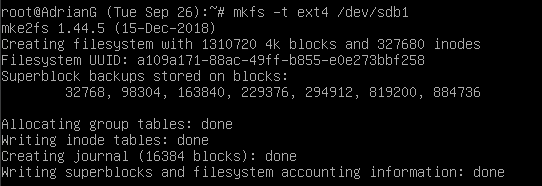 root@AdrianG (Tue Sep 26):~# mkfs -t ext4 /dev/sdb1
mke2fs 1.44.5 (15-Dec-2018)
Creating filesystem with 1310720 4k blocks and 327680 inodes
Filesystem UUID: a109a171-88ac-49ff-b855-e0e273bbf258
Superblock backups stored on blocks:
        32768, 98304, 163840, 229376, 294912, 819200, 884736

Allocating group tables: done
Writing inode tables: done
Creating journal (16384 blocks): done
Writing superblocks and filesystem accounting information: done